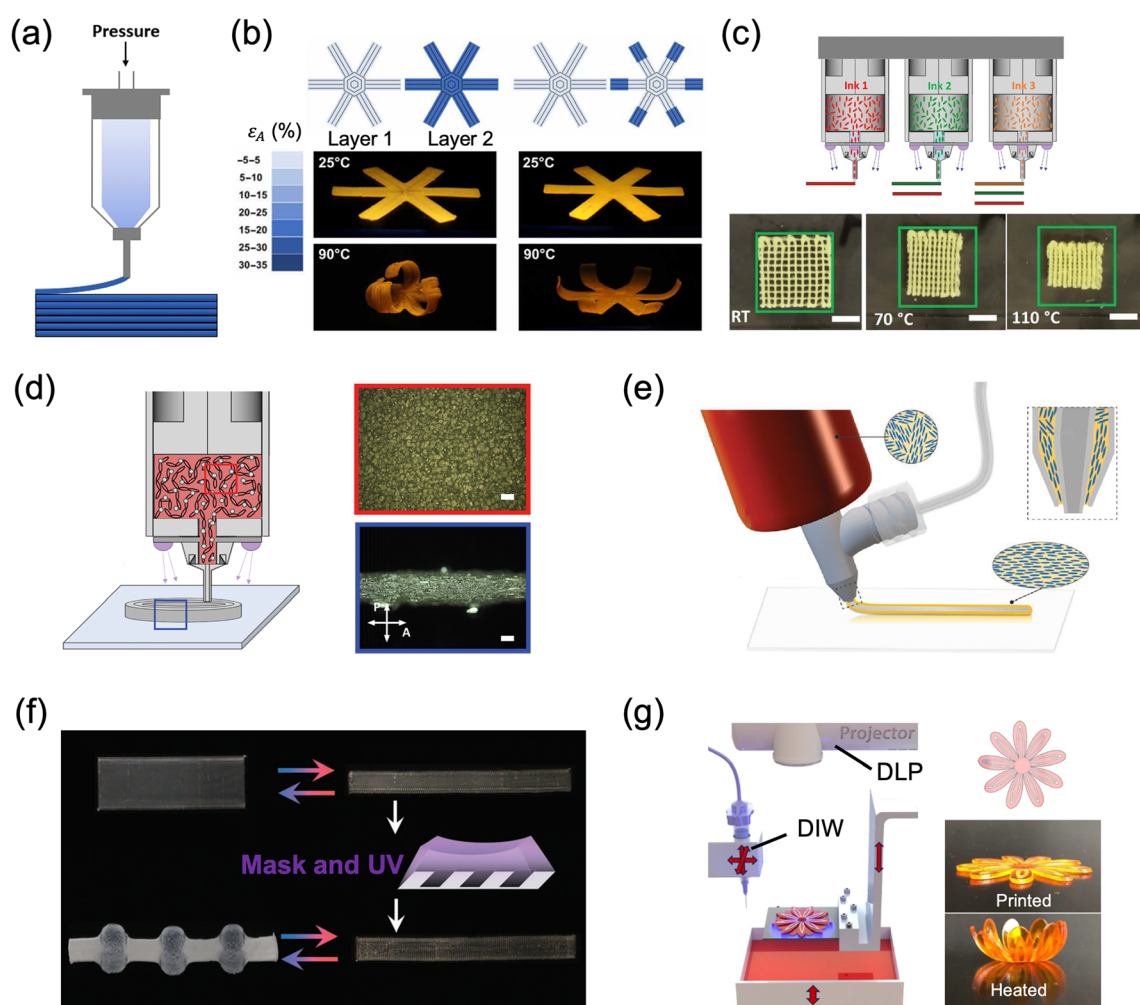 (a)
Pressure
(b)
εA (%)
Layer 1
Layer 2
–5–5
5–10
10–15
20–25
15–20
25–30
30–35
25°C
25°C
90°C
90°C
(c)
Ink 1
Ink 2
Ink 3
RT
70 °C
110 °C
(d)
P
A
(e)
(f)
Mask and UV
(g)
Projector
DLP
DIW
Printed
Heated